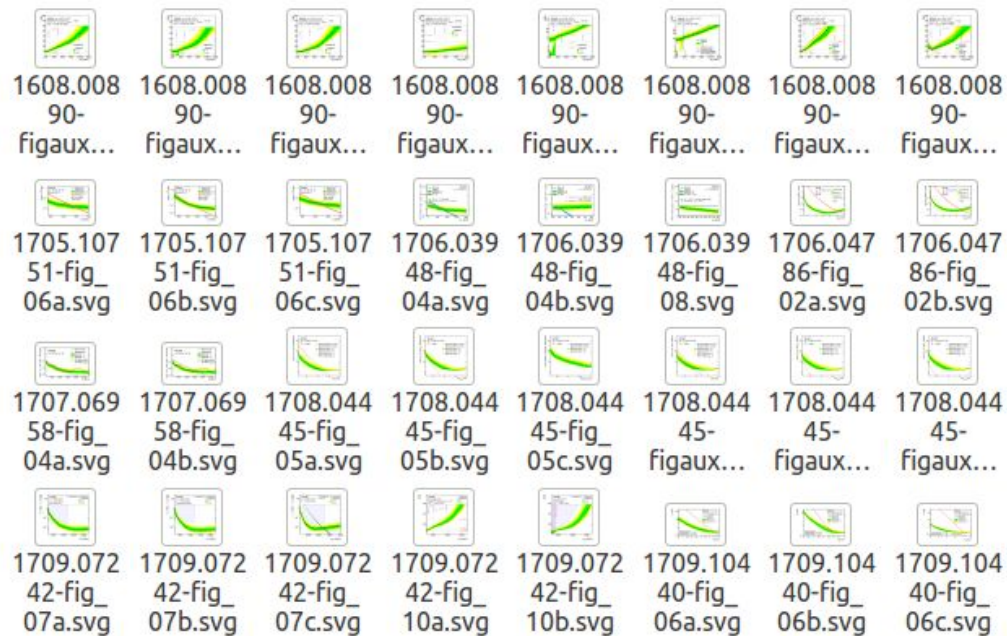 1608.008 1608.008 1608.008 1608.008 1608.008 1608.008 1608.008 1608.008
90- 90- 90- 90- 90- 90- 90- 90-
figaux... figaux... figaux... figaux... figaux... figaux... figaux... figaux...
1705.107 1705.107 1705.107 1706.039 1706.039 1706.039 1706.047 1706.047
51-fig_ 51-fig_ 51-fig_ 48-fig_ 48-fig_ 48-fig_ 86-fig_ 86-fig_
06a.svg 06b.svg 06c.svg 04a.svg 04b.svg 08.svg 02a.svg 02b.svg
1707.069 1707.069 1708.044 1708.044 1708.044 1708.044 1708.044 1708.044
58-fig_ 58-fig_ 45-fig_ 45-fig_ 45-fig_ 45- 45- 45-
04a.svg 04b.svg 05a.svg 05b.svg 05c.svg figaux... figaux... figaux...
1709.072 1709.072 1709.072 1709.072 1709.072 1709.104 1709.104 1709.104
42-fig_ 42-fig_ 42-fig_ 42-fig_ 42-fig_ 40-fig_ 40-fig_ 40-fig_
07a.svg 07b.svg 07c.svg 10a.svg 10b.svg 06a.svg 06b.svg 06c.svg